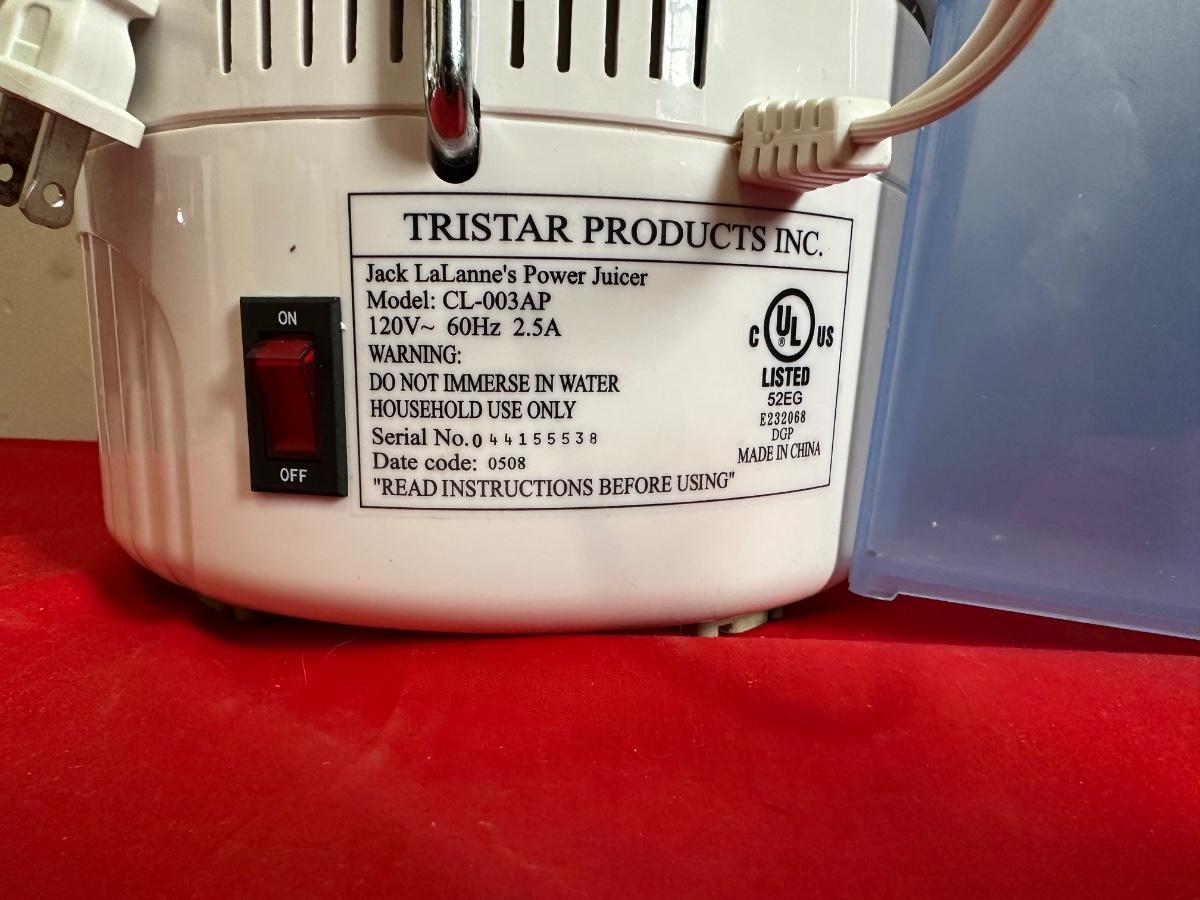 TRISTAR PRODUCTS INC.
Jack LaLanne's Power Juicer
Model: CL-003AP
120V~ 60Hz 2.5A
WARNING:
DO NOT IMMERSE IN WATER
HOUSEHOLD USE ONLY
Serial No.044155538
Date code: 0508
"READ INSTRUCTIONS BEFORE USING"
C UL ® US
LISTED
52EG
E232068
DGP
MADE IN CHINA
ON
OFF